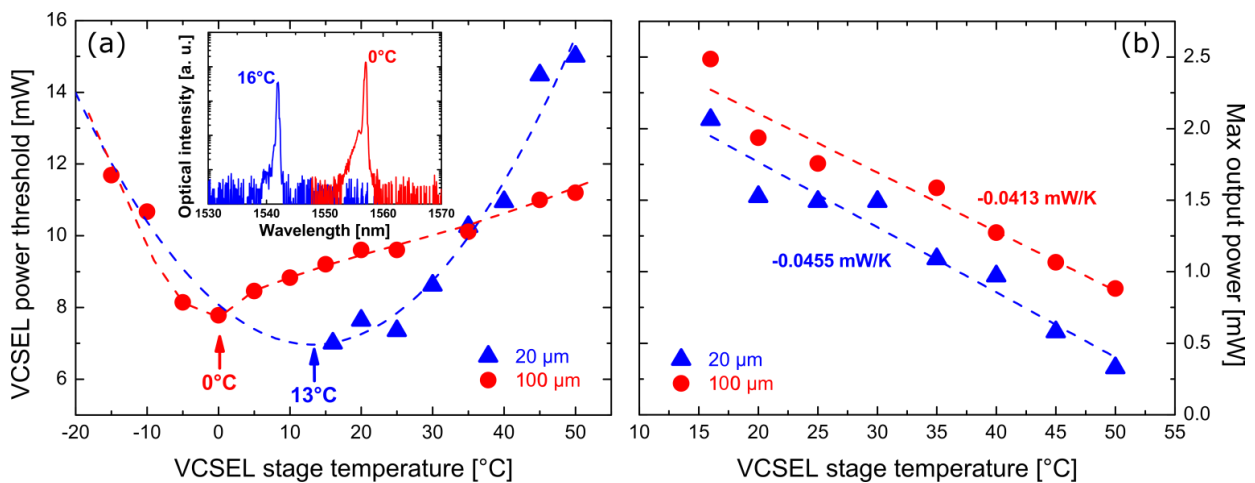 (a)
16
14
12
10
8
6
VCSEL power threshold [mW]
-20 -10 0 10 20 30 40 50
VCSEL stage temperature [°C]
Optical intensity [a. u.]
16°C
0°C
1530 1540 1550 1560 1570
Wavelength [nm]
0°C
13°C
20 µm
100 µm
(b)
2.5
2.0
1.5
1.0
0.5
0.0
Max output power [mW]
-0.0413 mW/K
-0.0455 mW/K
20 µm
100 µm
10 15 20 25 30 35 40 45 50 55
VCSEL stage temperature [°C]